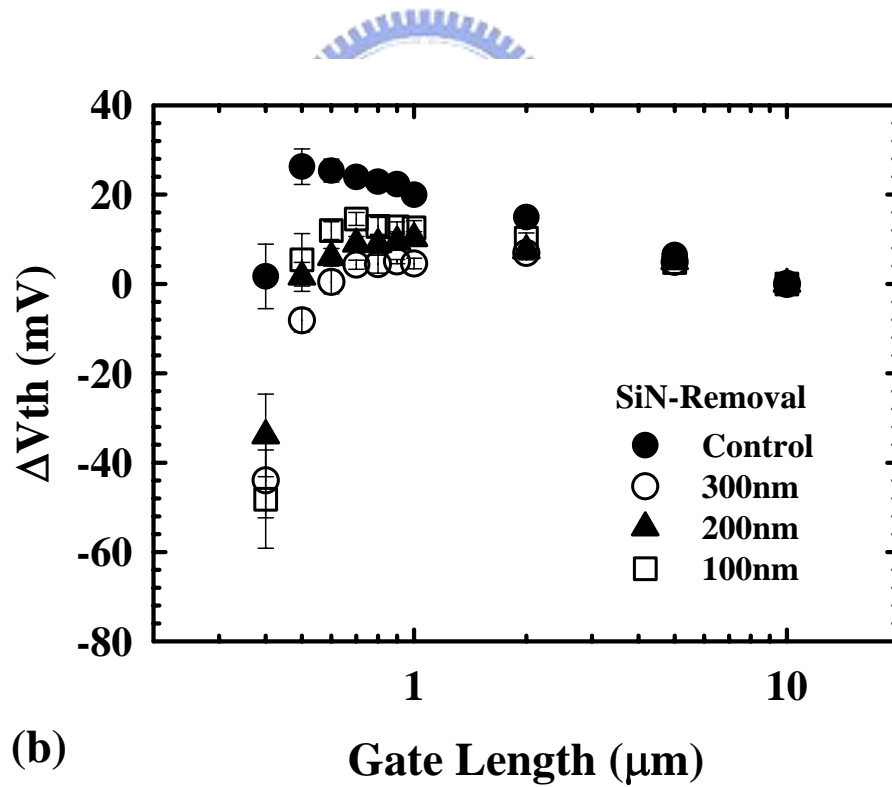 40
20
0
-20
-40
-60
-80
ΔVth (mV)
SiN-Removal
Control
300nm
200nm
100nm
1
10
(b)
Gate Length (μm)